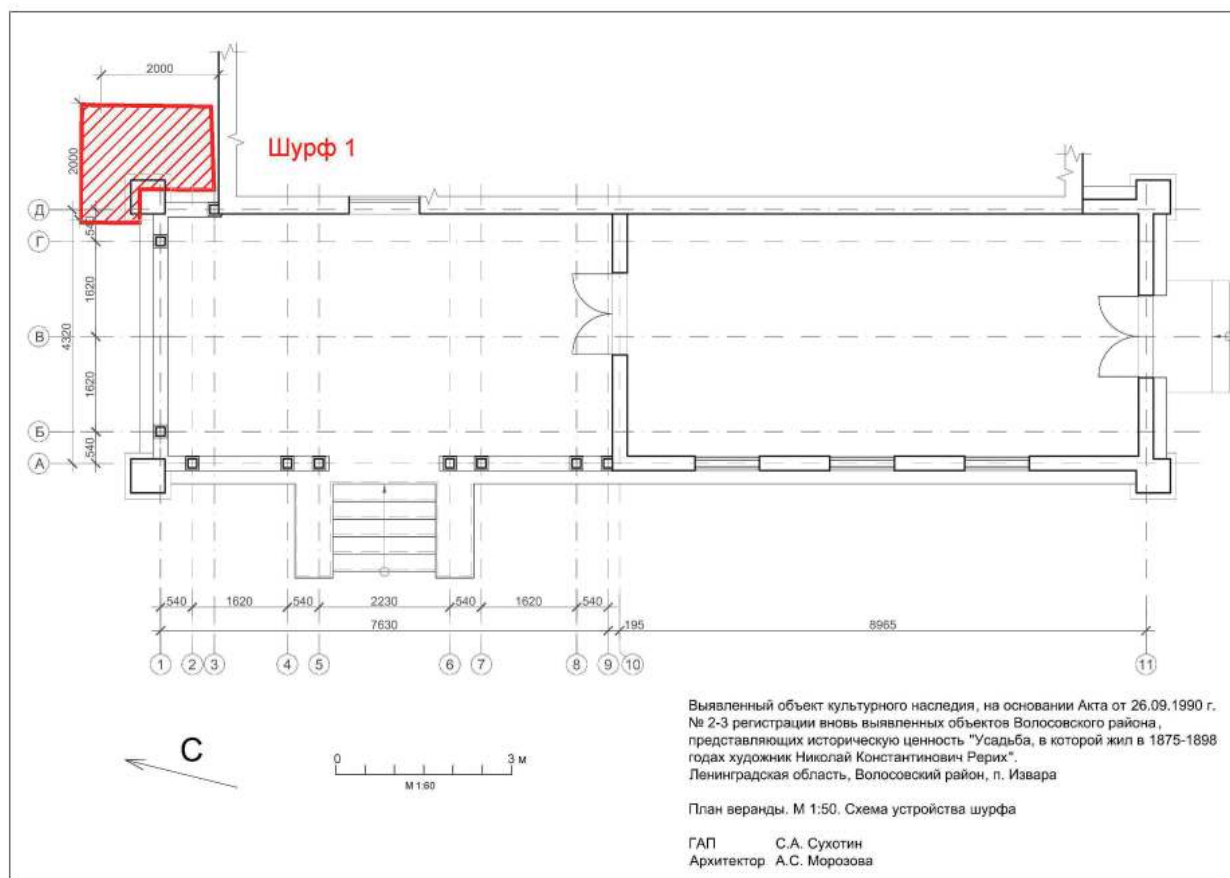 2000
Шурф 1
2000
Д
540
Г
1620
В
4320
1620
Б
540
А
540 1620 540 2230 540 1620 540
7630 195 8965
1 2 3 4 5 6 7 8 9 10 11
С
0 3 м
М 1:60
Выявленный объект культурного наследия, на основании Акта от 26.09.1990 г.
№ 2-3 регистрации вновь выявленных объектов Волосовского района,
представляющих историческую ценность "Усадьба, в которой жил в 1875-1898
годах художник Николай Константинович Рерих".
Ленинградская область, Волосовский район, п. Извара
План веранды. М 1:50. Схема устройства шурфа
ГАП С.А. Сухотин
Архитектор А.С. Морозова